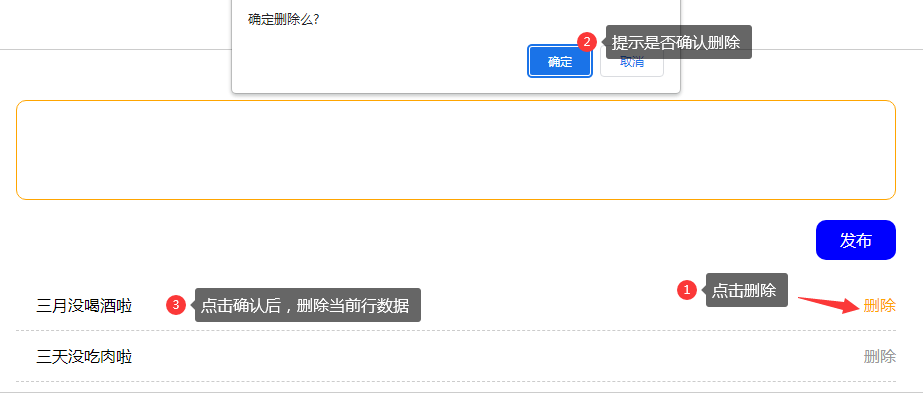 确定删除么?
2 提示是否确认删除
确定 取消
发布
1 点击删除
三月没喝酒啦 3 点击确认后，删除当前行数据 删除
三天没吃肉啦 删除